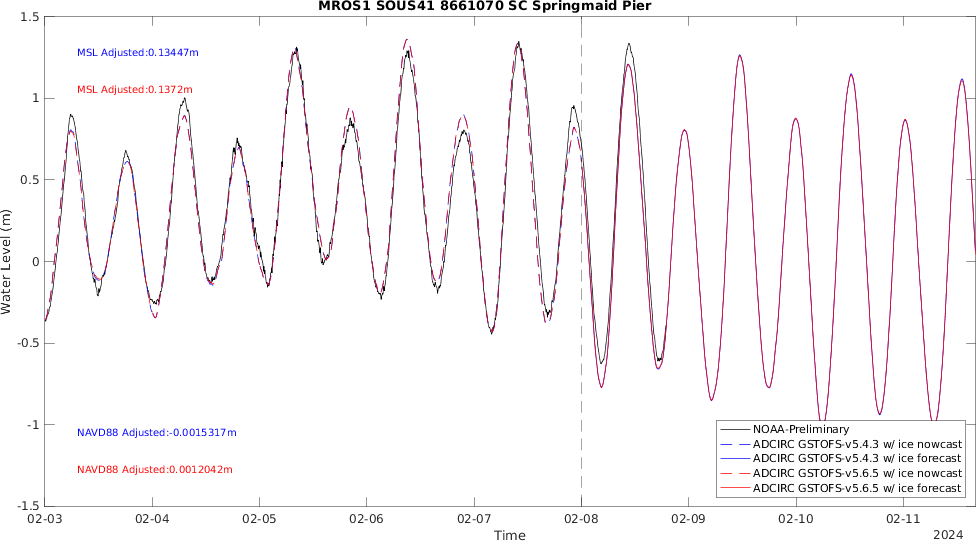 MROS1 SOUS41 8661070 SC Springmaid Pier
1.5
MSL Adjusted:0.13447m
MSL Adjusted:0.1372m
1
0.5
0
-0.5
-1
-1.5
Water Level (m)
NAVD88 Adjusted:-0.0015317m
NAVD88 Adjusted:0.0012042m
NOAA-Preliminary
ADCIRC GSTOFS-v5.4.3 w/ ice nowcast
ADCIRC GSTOFS-v5.4.3 w/ ice forecast
ADCIRC GSTOFS-v5.6.5 w/ ice nowcast
ADCIRC GSTOFS-v5.6.5 w/ ice forecast
02-03 02-04 02-05 02-06 02-07 02-08 02-09 02-10 02-11
Time
2024